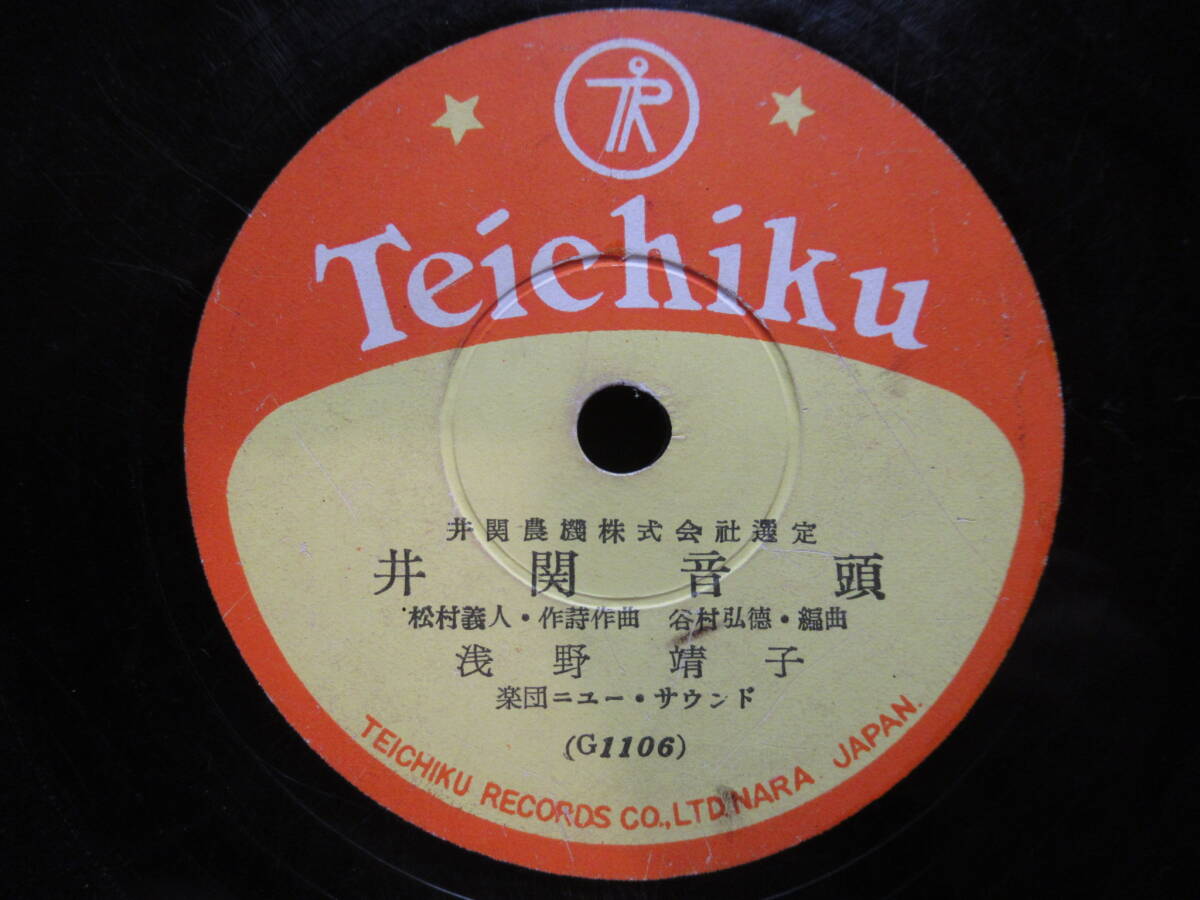 Teichiku
井関農機株式会社選定
井関音頭
松村義人・作詩作曲 谷村弘徳・編曲
浅野靖子
楽団ニユー・サウンド
(G1106)
TEICHIKU RECORDS CO.,LTD. NARA JAPAN.